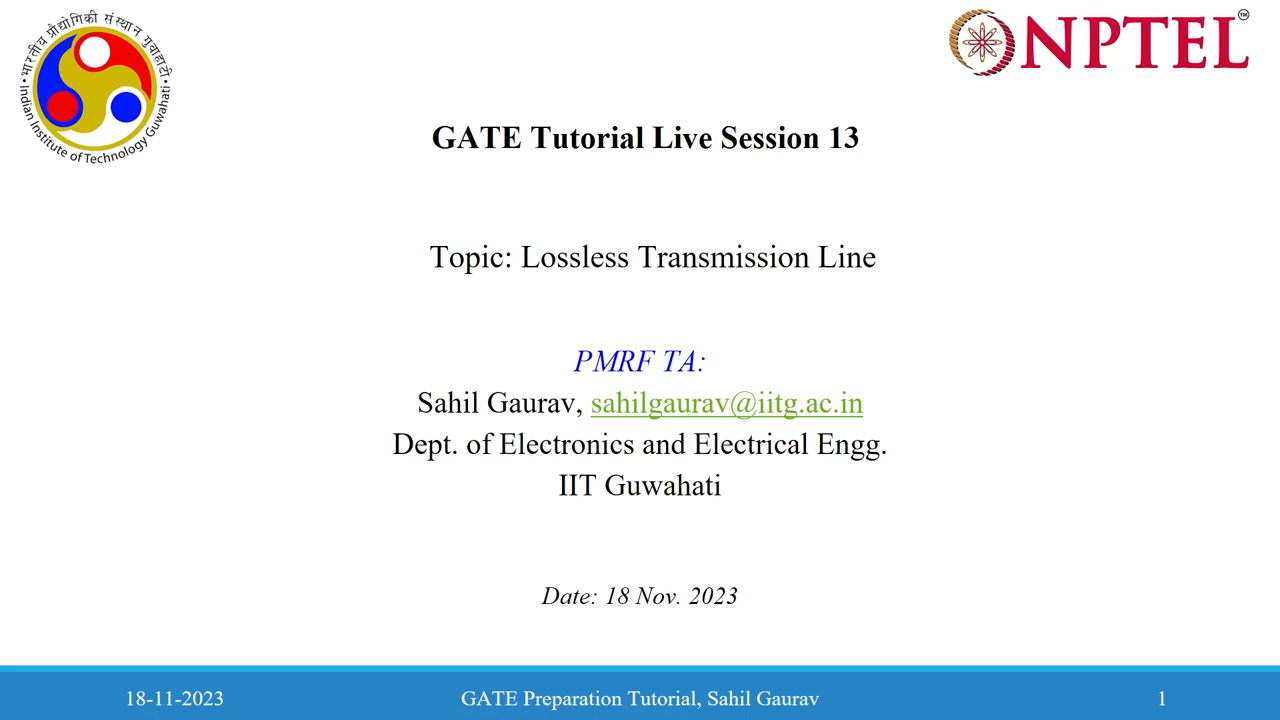 भारतीय प्रौद्योगिकी संस्थान गुवाहाटी
Indian Institute of Technology Guwahati
NPTEL
TM
GATE Tutorial Live Session 13
Topic: Lossless Transmission Line
PMRF TA:
Sahil Gaurav, sahilgaurav@iitg.ac.in
Dept. of Electronics and Electrical Engg.
IIT Guwahati
Date: 18 Nov. 2023
18-11-2023
GATE Preparation Tutorial, Sahil Gaurav
1